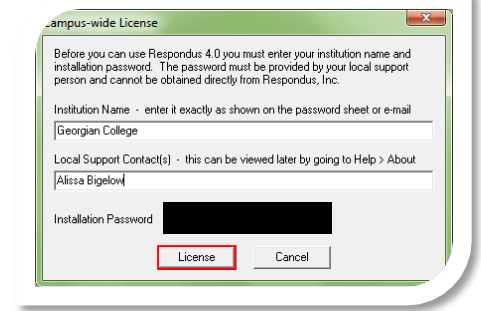 Campus-wide License
Before you can use Respondus 4.0 you must enter your institution name and
installation password. The password must be provided by your local support
person and cannot be obtained directly from Respondus, Inc.
Institution Name - enter it exactly as shown on the password sheet or e-mail
Georgian College
Local Support Contact(s) - this can be viewed later by going to Help > About
Alissa Bigelow
Installation Password
License Cancel